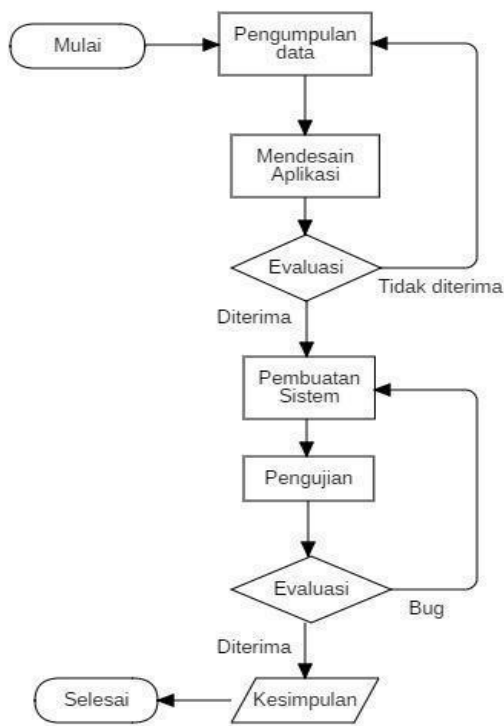 Mulai
Pengumpulan
data
Mendesain
Aplikasi
Evaluasi
Tidak diterima
Diterima
Pembuatan
Sistem
Pengujian
Evaluasi
Bug
Diterima
Selesai
Kesimpulan